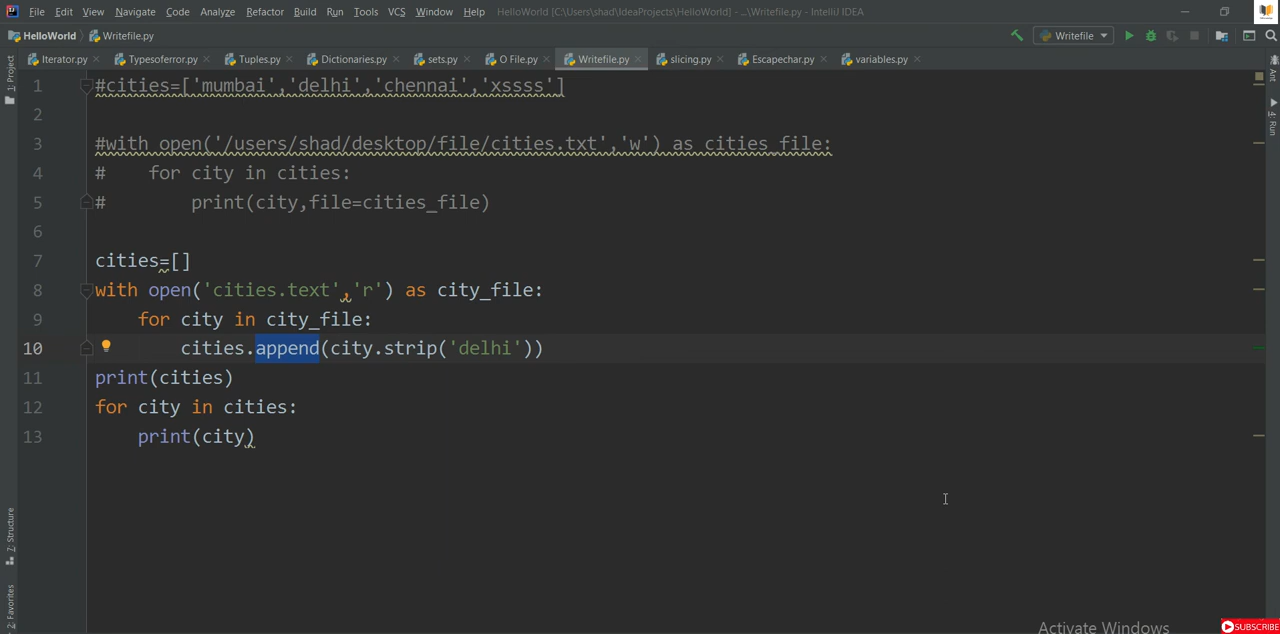 File Edit View Navigate Code Analyze Refactor Build Run Tools VCS Window Help HelloWorld [C:\Users\shad\IdeaProjects\HelloWorld] - ...\Writefile.py - IntelliJ IDEA
HelloWorld Writefile.py Writefile
Iterator.py Typesoferror.py Tuples.py Dictionaries.py sets.py O File.py Writefile.py slicing.py Escapechar.py variables.py
1: Project
Ant
4: Run
1 #cities=['mumbai','delhi','chennai','xssss']
2
3 #with open('/users/shad/desktop/file/cities.txt','w') as cities_file:
4 #    for city in cities:
5 #        print(city,file=cities_file)
6
7 cities=[]
8 with open('cities.text','r') as city_file:
9     for city in city_file:
10         cities.append(city.strip('delhi'))
11 print(cities)
12 for city in cities:
13     print(city)
7: Structure
2: Favorites
Activate Windows
SUBSCRIBE